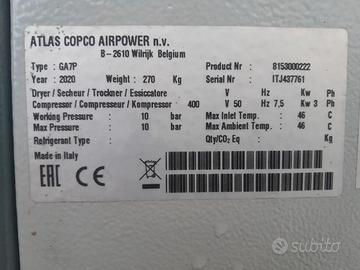 ATLAS COPCO AIRPOWER n.v.
B-2610 Wilrijk Belgium
Type : GA7P Product Nr : 8153000222
Year : 2020 Weight : 270 Kg Serial Nr : ITJ437761
Dryer / Secheur / Trockner / Essiccatore V Hz Kw Ph
Compressor / Compresseur / Kompressor 400 V 50 Hz 7,5 Kw 3 Ph
Working Pressure : 10 bar Max Inlet Temp. : 46 C
Max Pressure : 10 bar Max Ambient Temp. : 46 C
Refrigerant Type : Qty/CO2 Eq : Kg
Made in Italy
EAC CE
subito